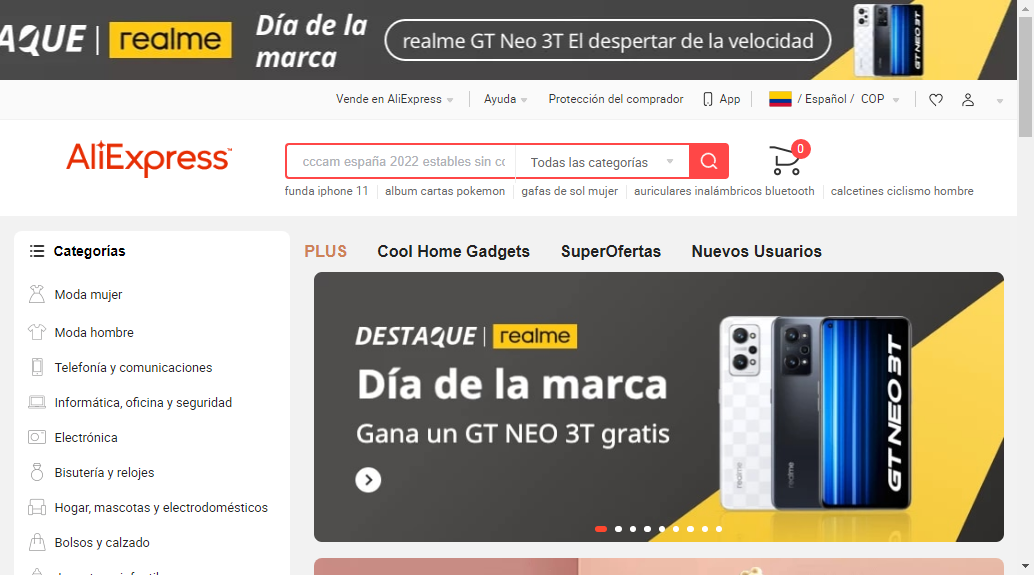 AQUE | realme
Día de la marca
realme GT Neo 3T El despertar de la velocidad
GT NEO 3T
Vende en AliExpress
Ayuda
Protección del comprador
App
/ Español / COP
AliExpress™
cccam españa 2022 estables sin co
Todas las categorías
0
funda iphone 11
album cartas pokemon
gafas de sol mujer
auriculares inalámbricos bluetooth
calcetines ciclismo hombre
Categorías
Moda mujer
Moda hombre
Telefonía y comunicaciones
Informática, oficina y seguridad
Electrónica
Bisutería y relojes
Hogar, mascotas y electrodomésticos
Bolsos y calzado
PLUS
Cool Home Gadgets
SuperOfertas
Nuevos Usuarios
DESTAQUE | realme
Día de la marca
Gana un GT NEO 3T gratis
realme
realme
GT NEO 3T